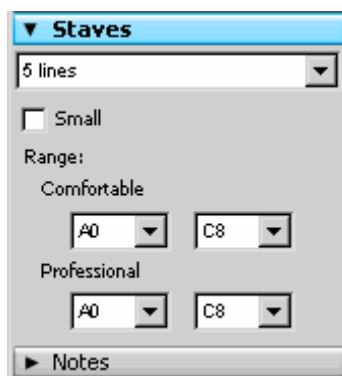 Staves
5 lines
Small
Range:
Comfortable
A0 C8
Professional
A0 C8
Notes